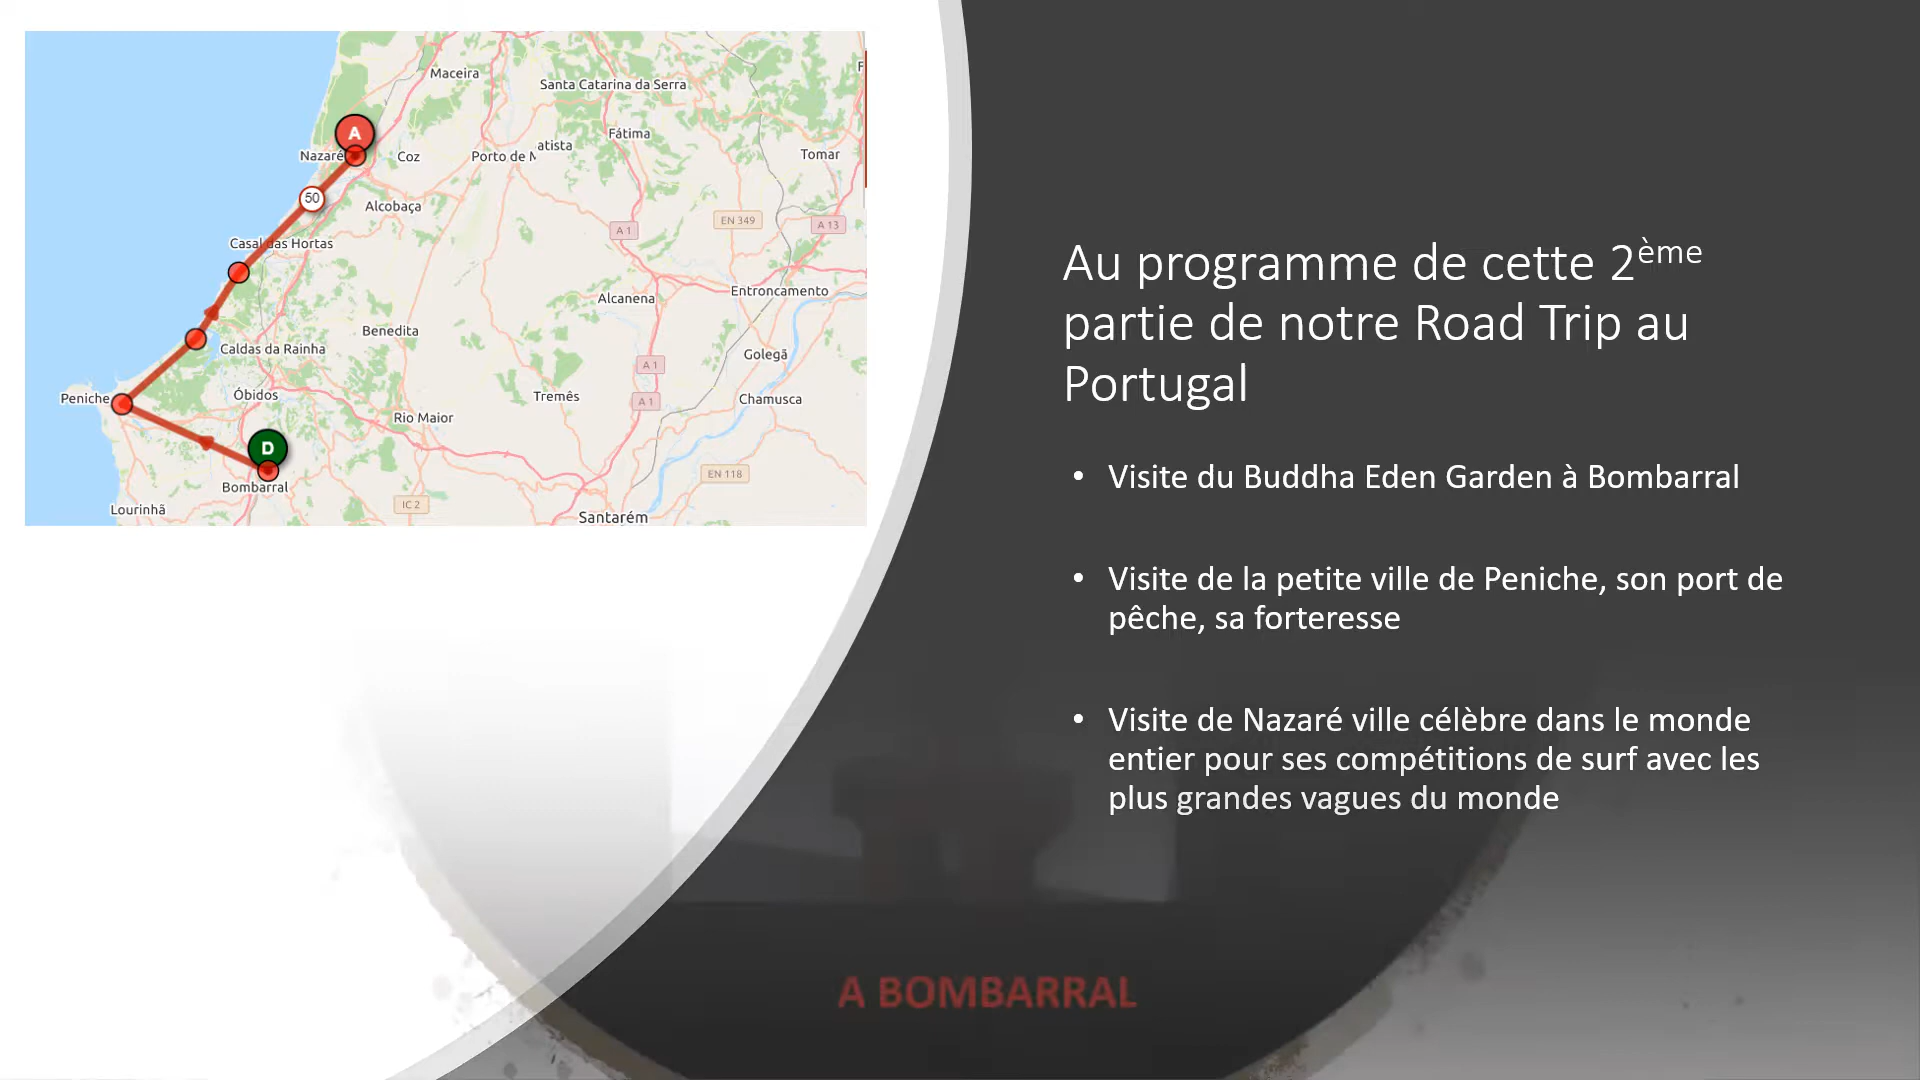 Maceira
Santa Catarina da Serra
A
Fátima
Nazaré
Coz
Porto de M
atista
Tomar
50
Alcobaça
EN 349
A 1
A 13
Casal das Hortas
Entroncamento
Alcanena
Benedita
Caldas da Rainha
Golegã
A 1
Peniche
Óbidos
Tremês
A 1
Chamusca
Rio Maior
D
EN 118
Bombarral
Lourinhã
IC 2
Santarém
Au programme de cette 2ème
partie de notre Road Trip au
Portugal
• Visite du Buddha Eden Garden à Bombarral
• Visite de la petite ville de Peniche, son port de
pêche, sa forteresse
• Visite de Nazaré ville célèbre dans le monde
entier pour ses compétitions de surf avec les
plus grandes vagues du monde
A BOMBARRAL